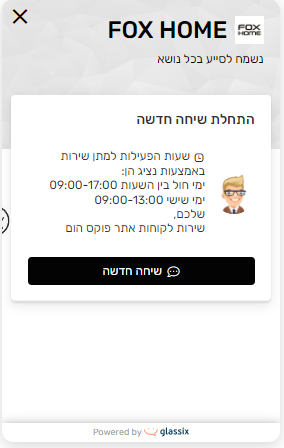 FOX HOME
FOX
HOME
נשמח לסייע בכל נושא
התחלת שיחה חדשה
שעות הפעילות למתן שירות
באמצעות נציג הן:
ימי חול בין השעות 09:00-17:00
ימי שישי 09:00-13:00
שלכם,
שירות לקוחות אתר פוקס הום
שיחה חדשה
Powered by glassix